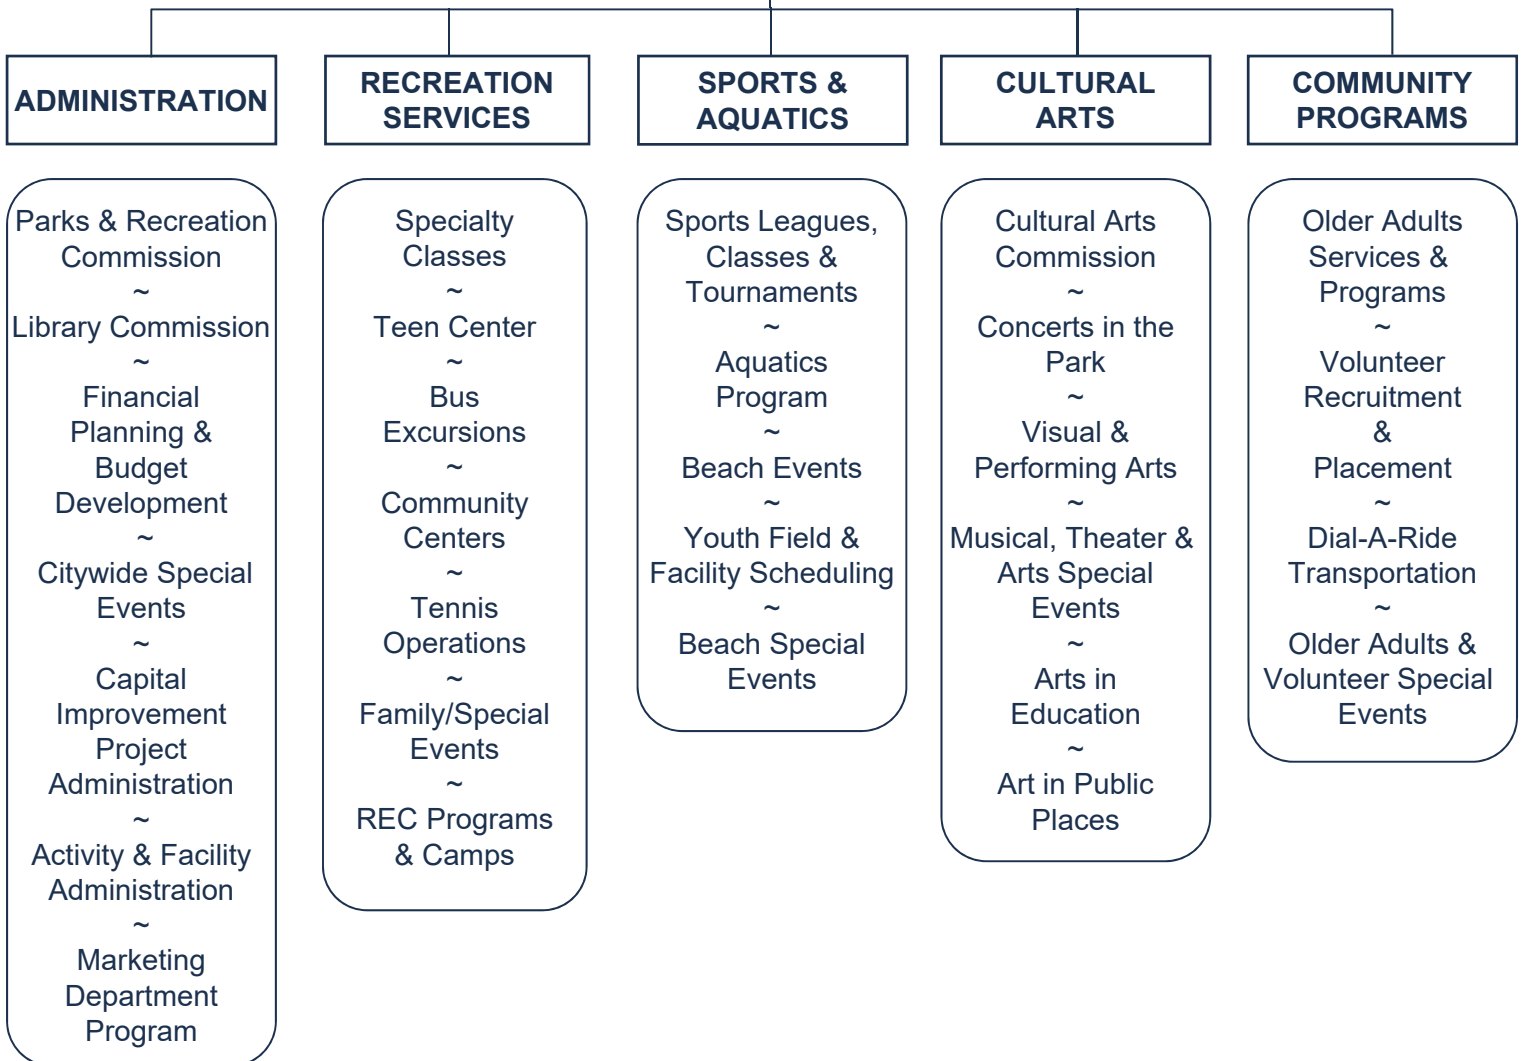 ADMINISTRATION
RECREATION
SERVICES
SPORTS &
AQUATICS
CULTURAL
ARTS
COMMUNITY
PROGRAMS
Parks & Recreation
Commission
~
Library Commission
~
Financial
Planning &
Budget
Development
~
Citywide Special
Events
~
Capital
Improvement
Project
Administration
~
Activity & Facility
Administration
~
Marketing
Department
Program
Specialty
Classes
~
Teen Center
~
Bus
Excursions
~
Community
Centers
~
Tennis
Operations
~
Family/Special
Events
~
REC Programs
& Camps
Sports Leagues,
Classes &
Tournaments
~
Aquatics
Program
~
Beach Events
~
Youth Field &
Facility Scheduling
~
Beach Special
Events
Cultural Arts
Commission
~
Concerts in the
Park
~
Visual &
Performing Arts
~
Musical, Theater &
Arts Special
Events
~
Arts in
Education
~
Art in Public
Places
Older Adults
Services &
Programs
~
Volunteer
Recruitment
&
Placement
~
Dial-A-Ride
Transportation
~
Older Adults &
Volunteer Special
Events